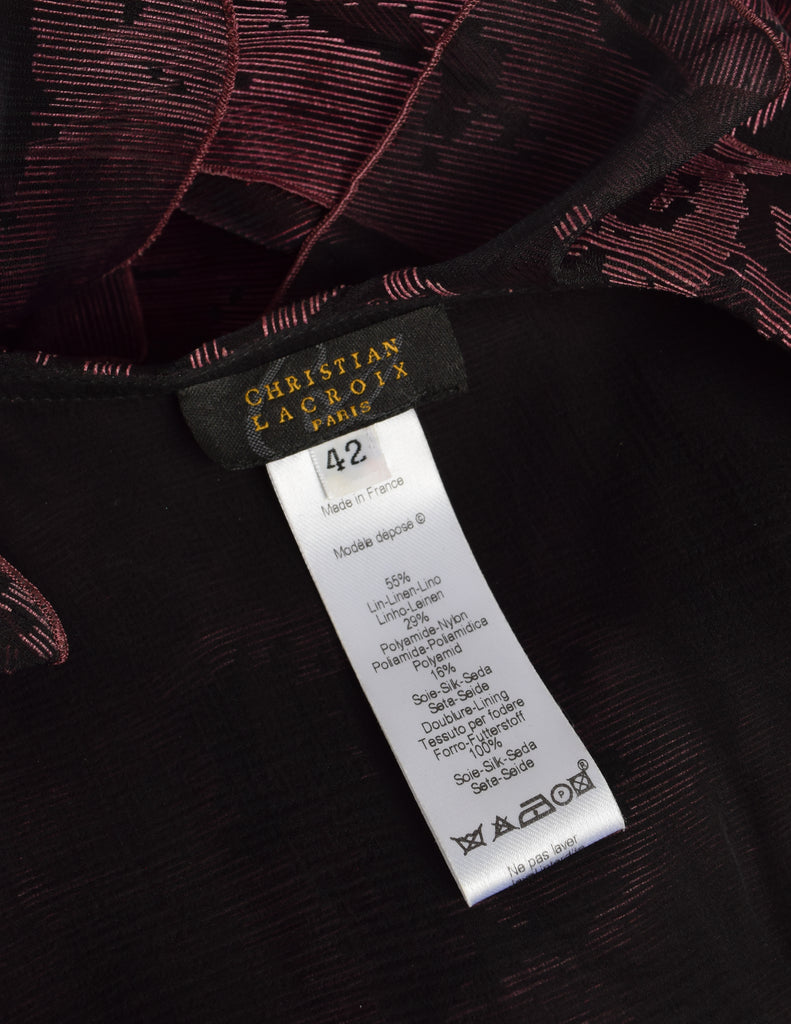 CHRISTIAN
LACROIX
PARIS
42
Made in France
Modèle déposé ©
55%
Lin-Linen-Lino
Linho-Leinen
29%
Polyamide-Nylon
Poliamida-Poliamidica
Polyamid
16%
Soie-Silk-Seda
Seta-Seide
Doublure-Lining
Tessuto per fodere
Forro-Futterstoff
100%
Soie-Silk-Seda
Seta-Seide
P ®
Ne pas laver